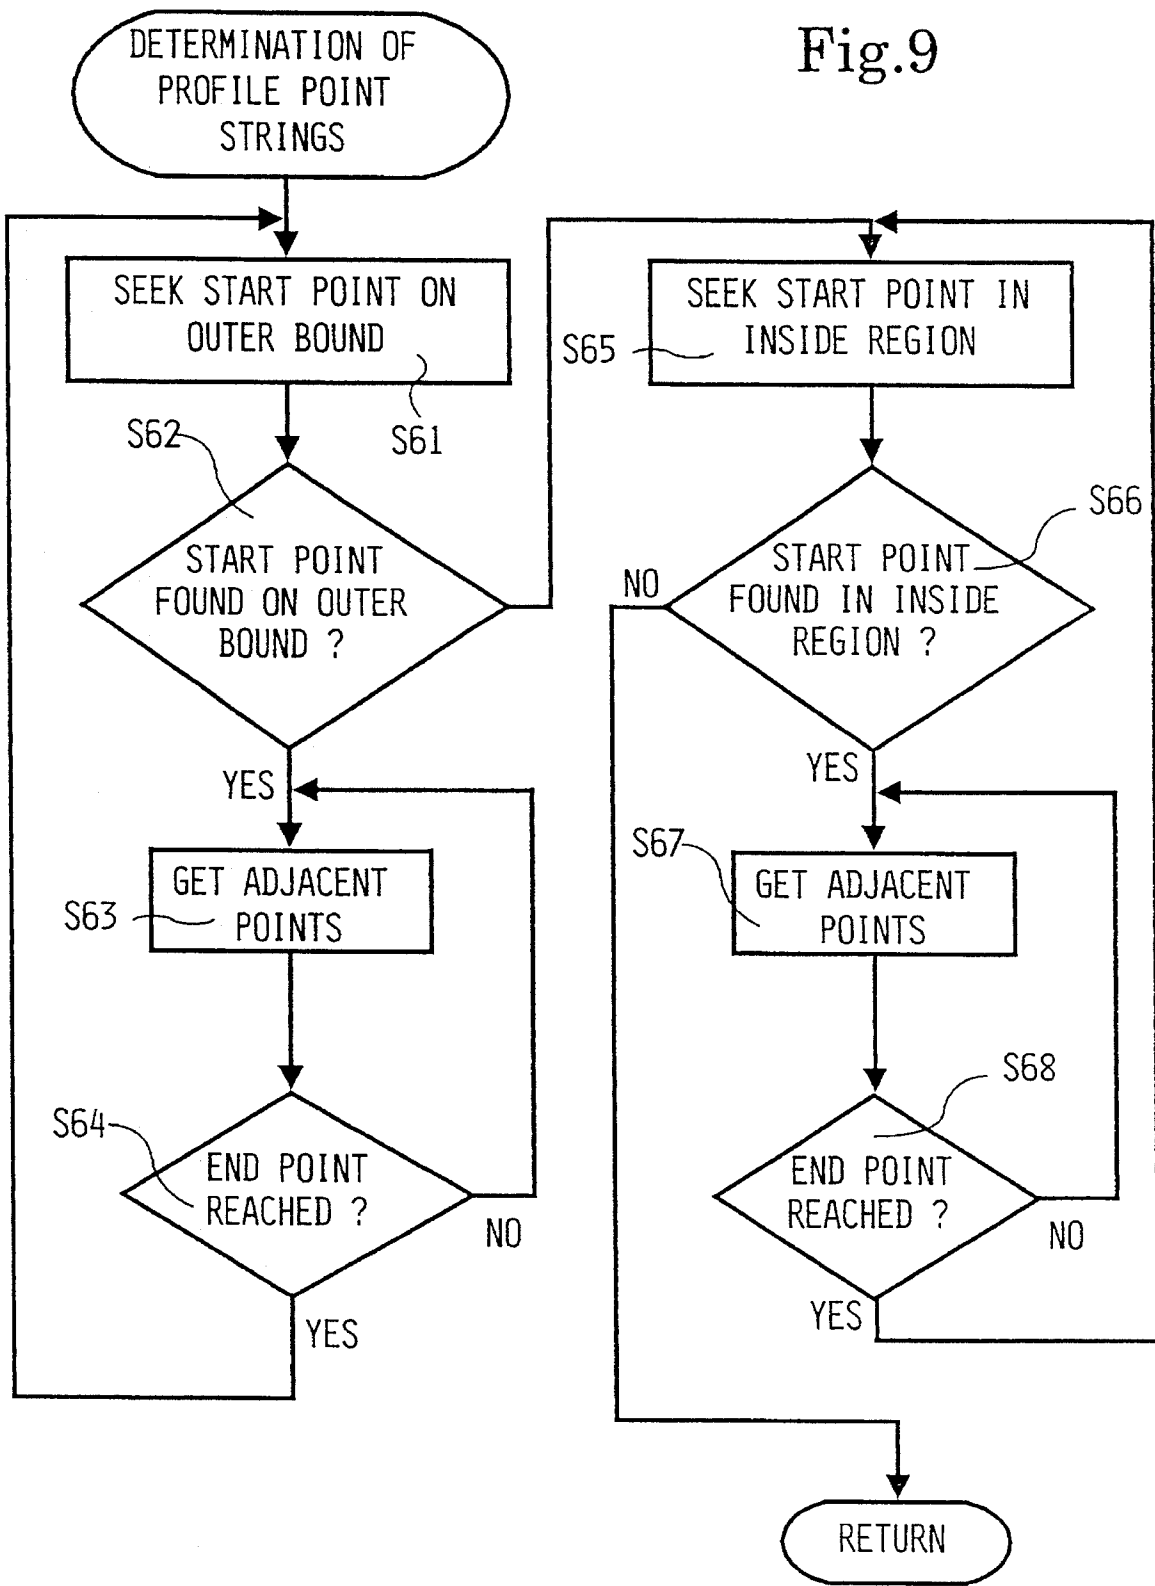 Fig.9
DETERMINATION OF
PROFILE POINT
STRINGS
SEEK START POINT ON
OUTER BOUND
S61
S62
START POINT
FOUND ON OUTER
BOUND ?
YES
GET ADJACENT
POINTS
S63
S64
END POINT
REACHED ?
NO
YES
SEEK START POINT IN
INSIDE REGION
S65
S66
START POINT
FOUND IN INSIDE
REGION ?
NO
YES
S67
GET ADJACENT
POINTS
S68
END POINT
REACHED ?
NO
YES
RETURN